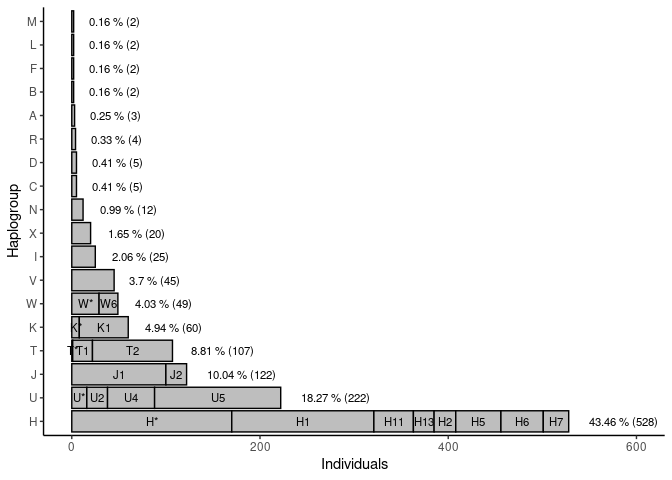 M 0.16 % (2)
L 0.16 % (2)
F 0.16 % (2)
B 0.16 % (2)
A 0.25 % (3)
R 0.33 % (4)
D 0.41 % (5)
C 0.41 % (5)
N 0.99 % (12)
X 1.65 % (20)
I 2.06 % (25)
V 3.7 % (45)
W W* W6 4.03 % (49)
K K* K1 4.94 % (60)
T T* T1 T2 8.81 % (107)
J J1 J2 10.04 % (122)
U U* U2 U4 U5 18.27 % (222)
H H* H1 H11 H13 H2 H5 H6 H7 43.46 % (528)
0 200 400 600
Individuals
Haplogroup